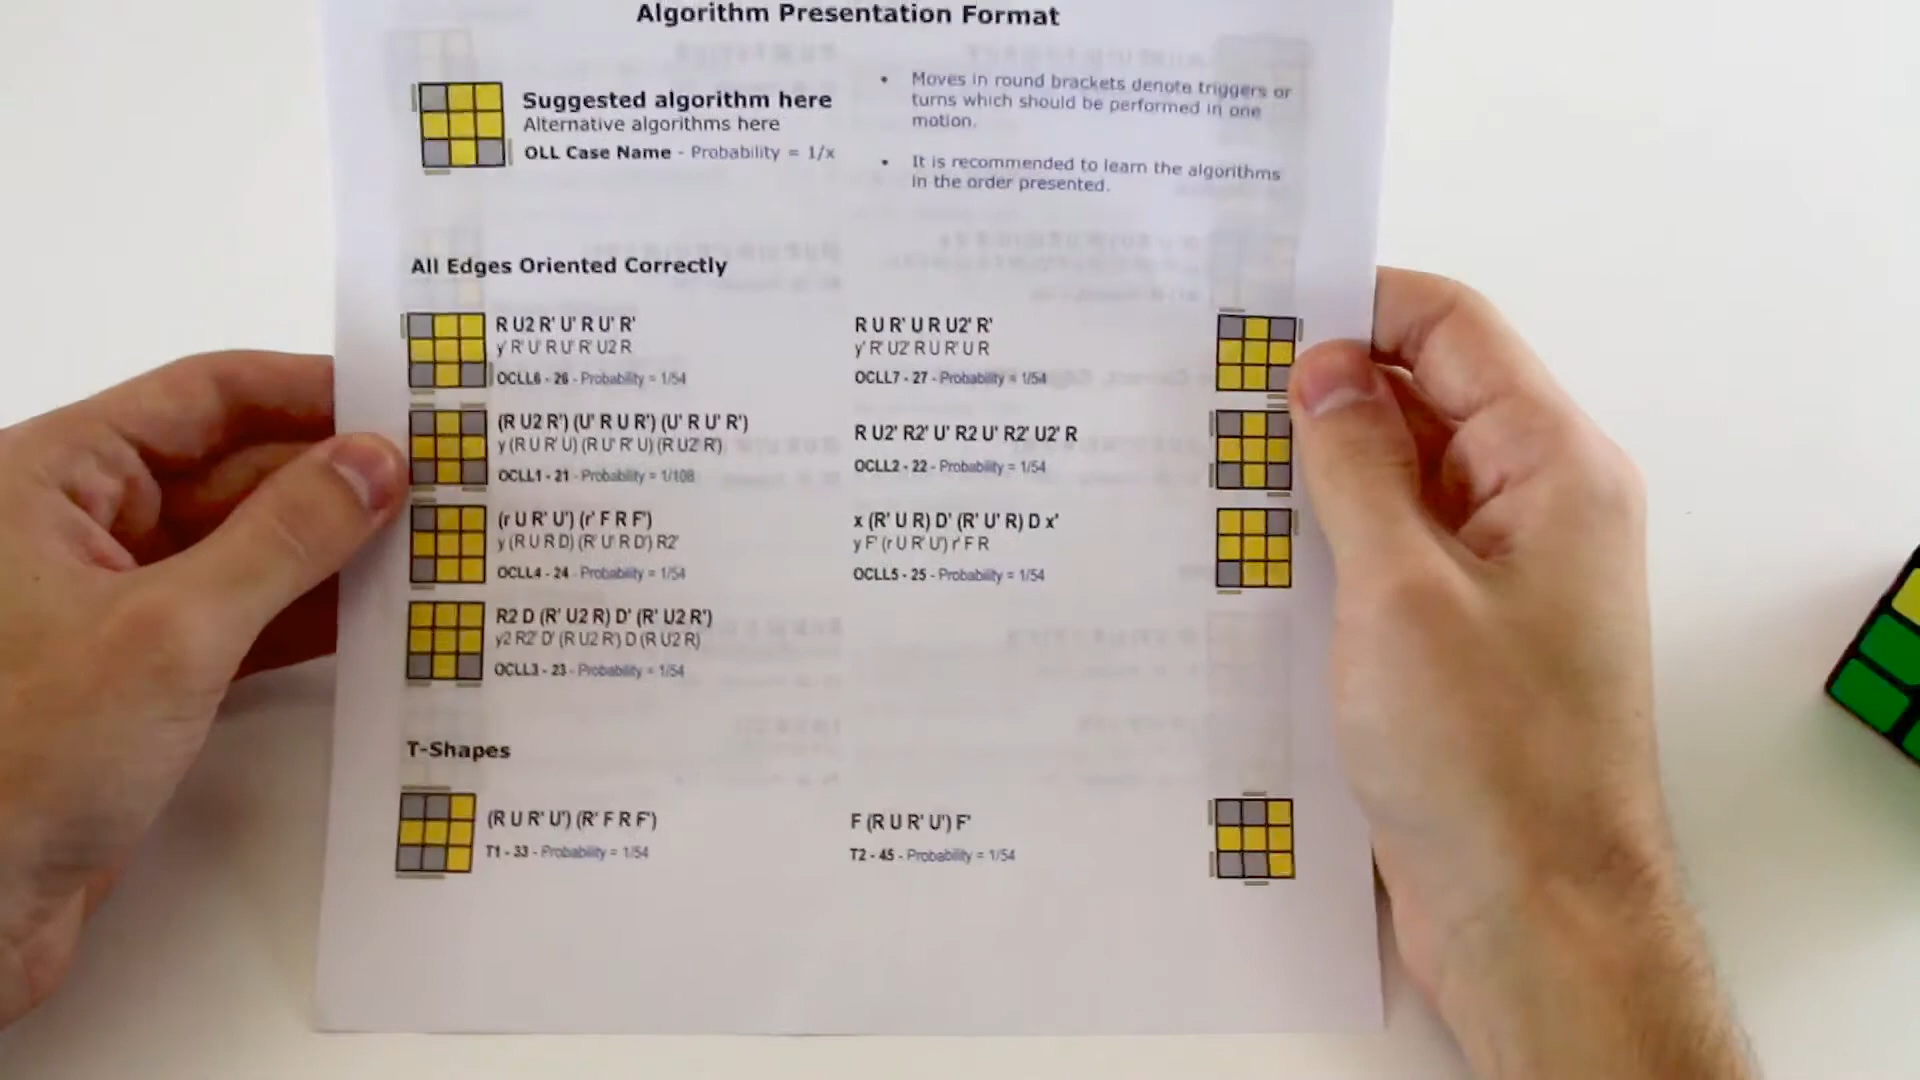 Algorithm Presentation Format
Suggested algorithm here
Alternative algorithms here
OLL Case Name - Probability = 1/x
• Moves in round brackets denote triggers or
turns which should be performed in one
motion.
• It is recommended to learn the algorithms
in the order presented.
All Edges Oriented Correctly
R U2 R' U' R U' R'
y' R' U' R U' R' U2 R
OCLL6 - 26 - Probability = 1/54
R U R' U R U2' R'
y' R' U2' R U R' U R
OCLL7 - 27 - Probability = 1/54
(R U2 R') (U' R U R') (U' R U' R')
y (R U R' U) (R U' R' U) (R U2' R')
OCLL1 - 21 - Probability = 1/108
R U2' R2' U' R2 U' R2' U2' R
OCLL2 - 22 - Probability = 1/54
(r U R' U') (r' F R F')
y (R U R D) (R' U' R D') R2'
OCLL4 - 24 - Probability = 1/54
x (R' U R) D' (R' U' R) D x'
y F' (r U R' U') r' F R
OCLL5 - 25 - Probability = 1/54
R2 D (R' U2 R) D' (R' U2 R')
y2 R2' D' (R U2 R') D (R U2 R)
OCLL3 - 23 - Probability = 1/54
T-Shapes
(R U R' U') (R' F R F')
T1 - 33 - Probability = 1/54
F (R U R' U') F'
T2 - 45 - Probability = 1/54